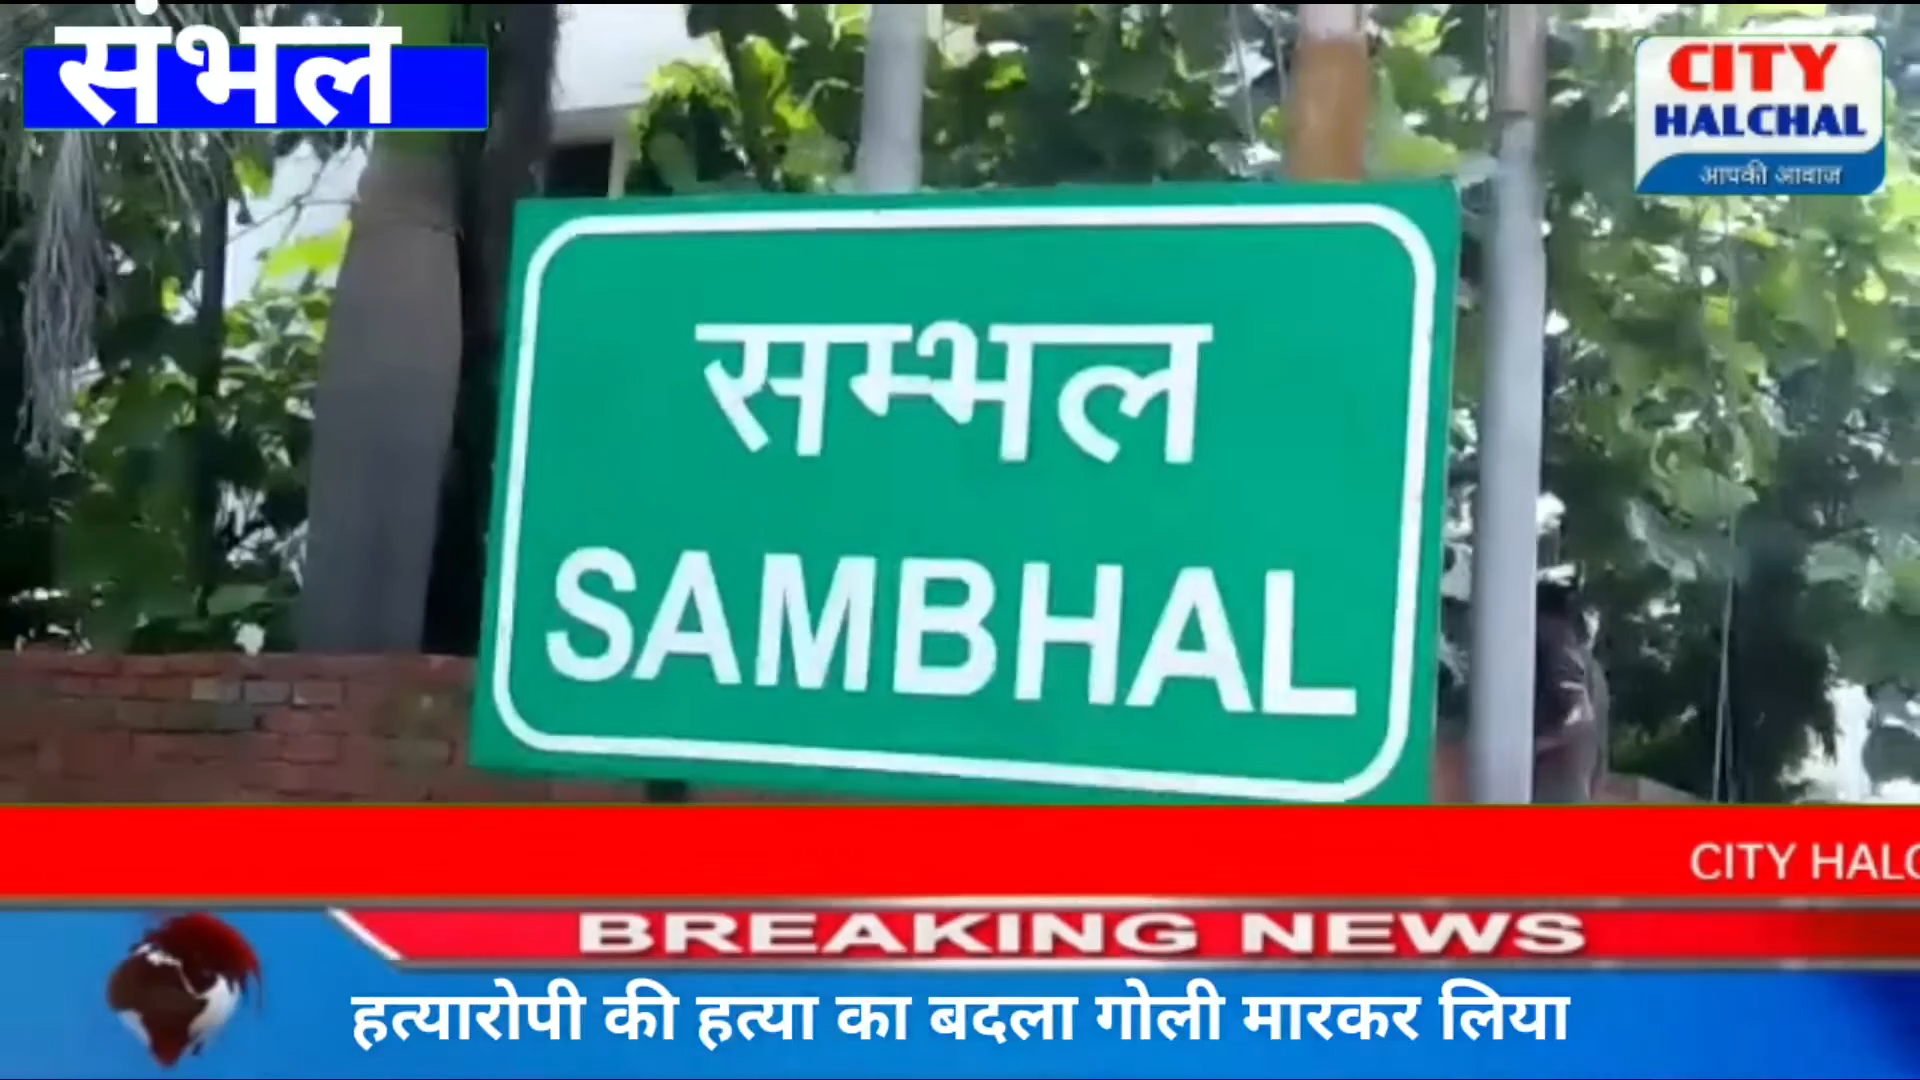 संभल
CITY
HALCHAL
आपकी आवाज
सम्भल
SAMBHAL
CITY HALC
BREAKING NEWS
हत्यारोपी की हत्या का बदला गोली मारकर लिया